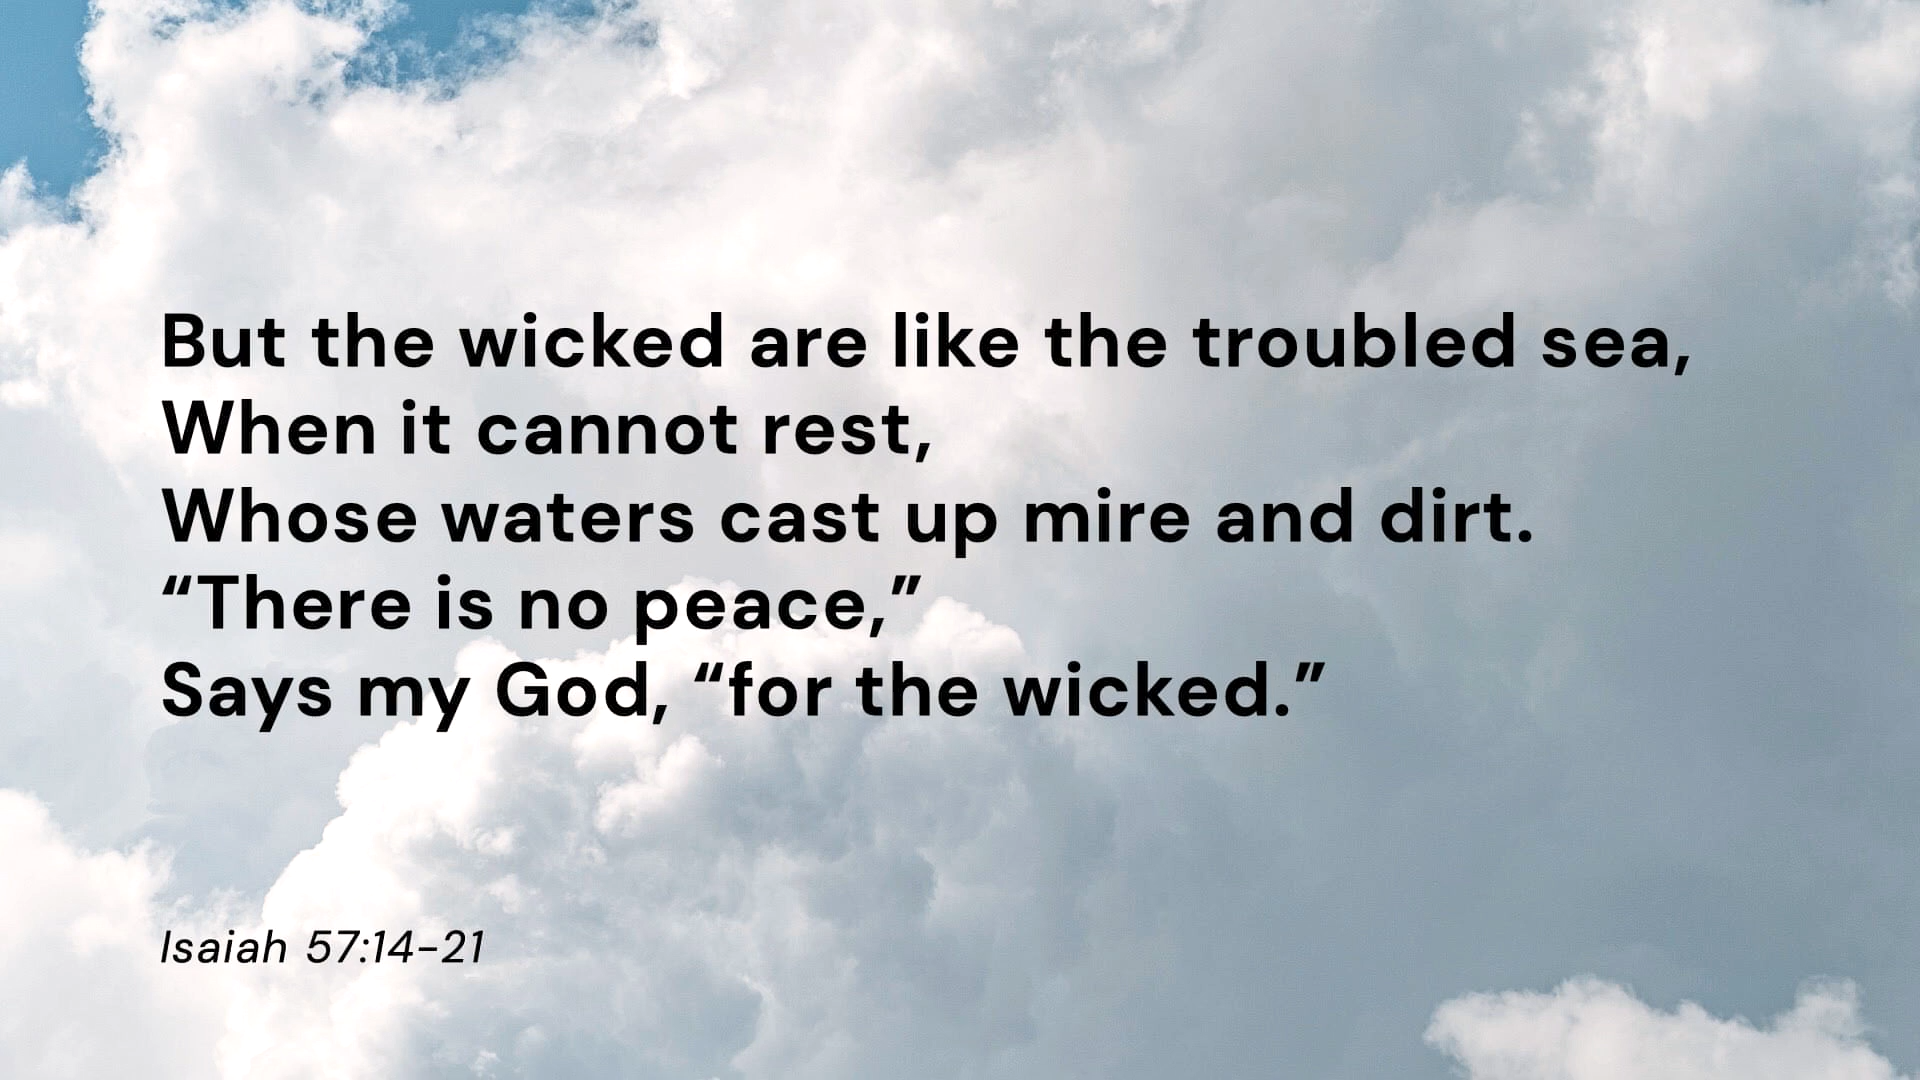 But the wicked are like the troubled sea,
When it cannot rest,
Whose waters cast up mire and dirt.
“There is no peace,”
Says my God, “for the wicked.”
Isaiah 57:14–21